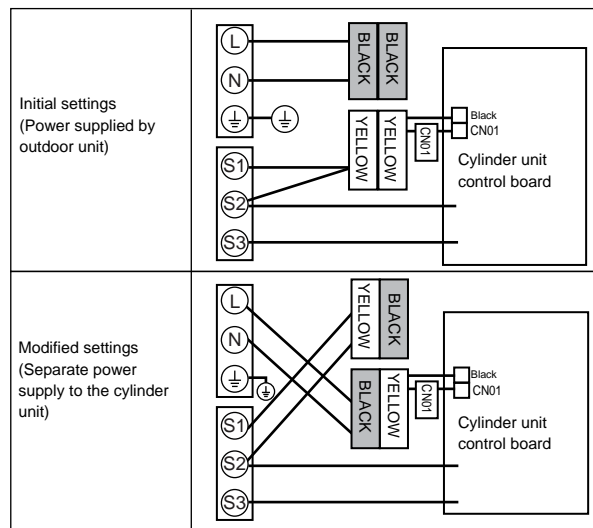 Initial settings
(Power supplied by
outdoor unit)
L
N
S1
S2
S3
BLACK
BLACK
YELLOW
YELLOW
CN01
Black
CN01
Cylinder unit
control board
Modified settings
(Separate power
supply to the cylinder
unit)
L
N
S1
S2
S3
YELLOW
BLACK
BLACK
YELLOW
CN01
Black
CN01
Cylinder unit
control board